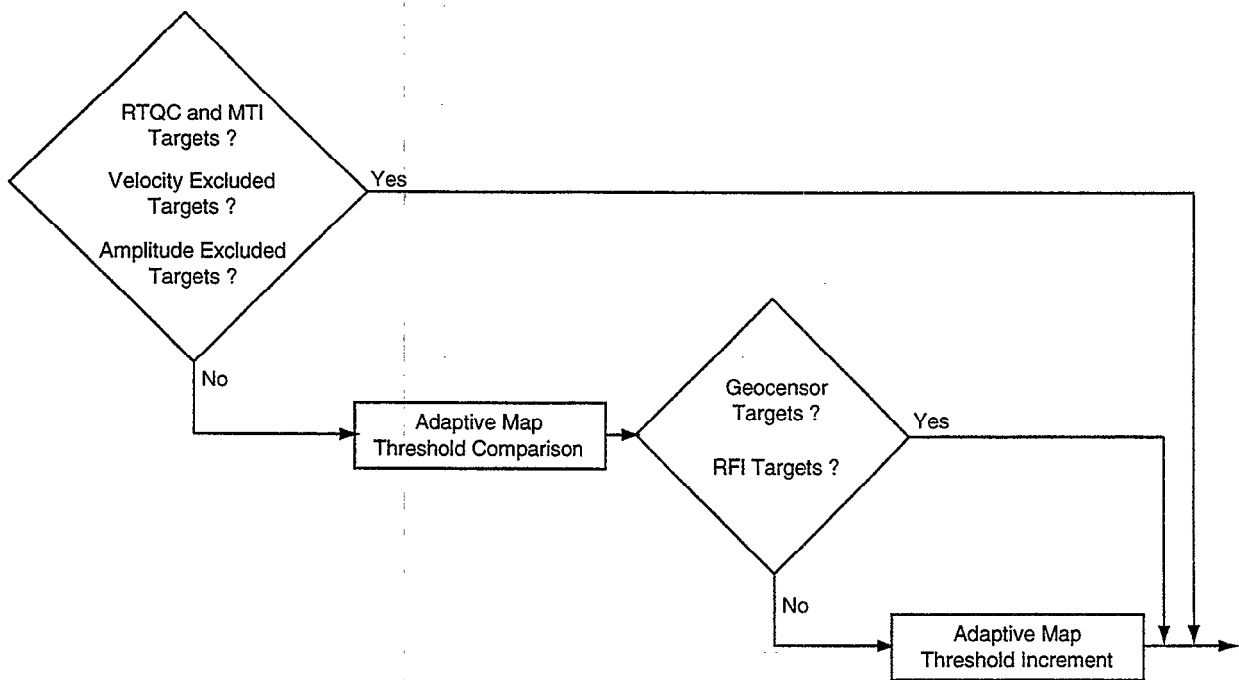 RTQC and MTI
Targets ?
Velocity Excluded
Targets ?
Amplitude Excluded
Targets ?
Yes
No
Adaptive Map
Threshold Comparison
Geocensor
Targets ?
RFI Targets ?
Yes
No
Adaptive Map
Threshold Increment